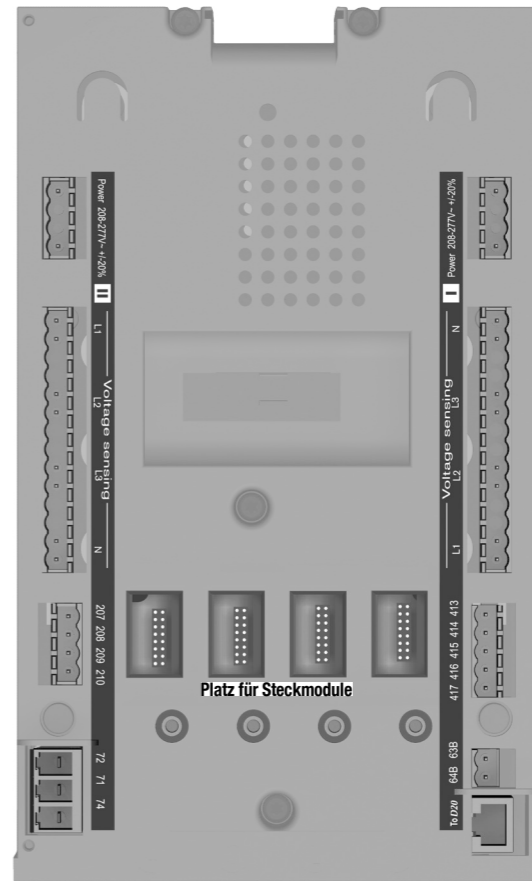 Power 208-277V~ +/-20%
II
L1
L2
L3
N
Voltage sensing
207 208 209 210
72 71 74
Power 208-277V~ +/-20%
I
N
L3
L2
L1
Voltage sensing
417 416 415 414 413
64B 63B
To D20
Platz für Steckmodule